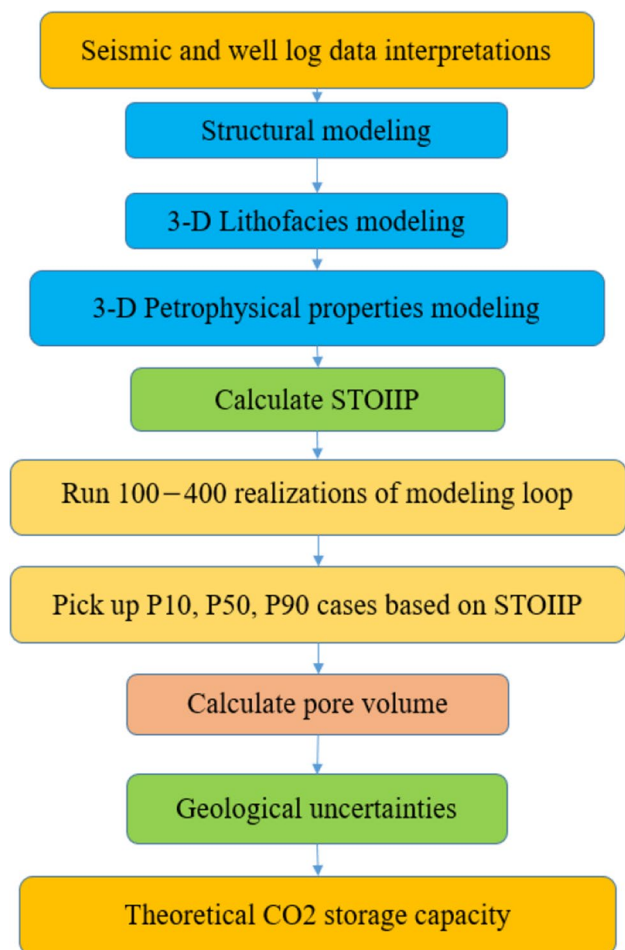 Seismic and well log data interpretations
Structural modeling
3-D Lithofacies modeling
3-D Petrophysical properties modeling
Calculate STOIIP
Run 100−400 realizations of modeling loop
Pick up P10, P50, P90 cases based on STOIIP
Calculate pore volume
Geological uncertainties
Theoretical CO2 storage capacity